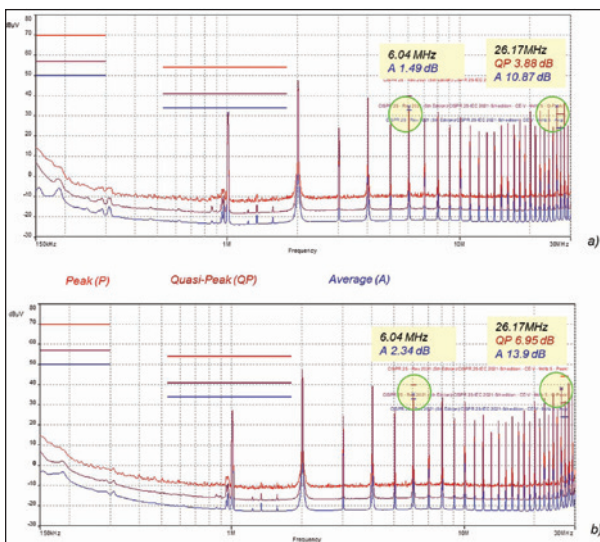 dBuV
80
70
60
50
40
30
20
10
0
-10
-20
-30
6.04 MHz
A 1.49 dB
26.17MHz
QP 3.88 dB
A 10.87 dB
150kHz
1M
Frequency
10M
30MHz
a)
Peak (P)
Quasi-Peak (QP)
Average (A)
dBuV
80
70
60
50
40
30
20
10
0
-10
-20
-30
6.04 MHz
A 2.34 dB
26.17MHz
QP 6.95 dB
A 13.9 dB
150kHz
1M
Frequency
10M
30MHz
b)